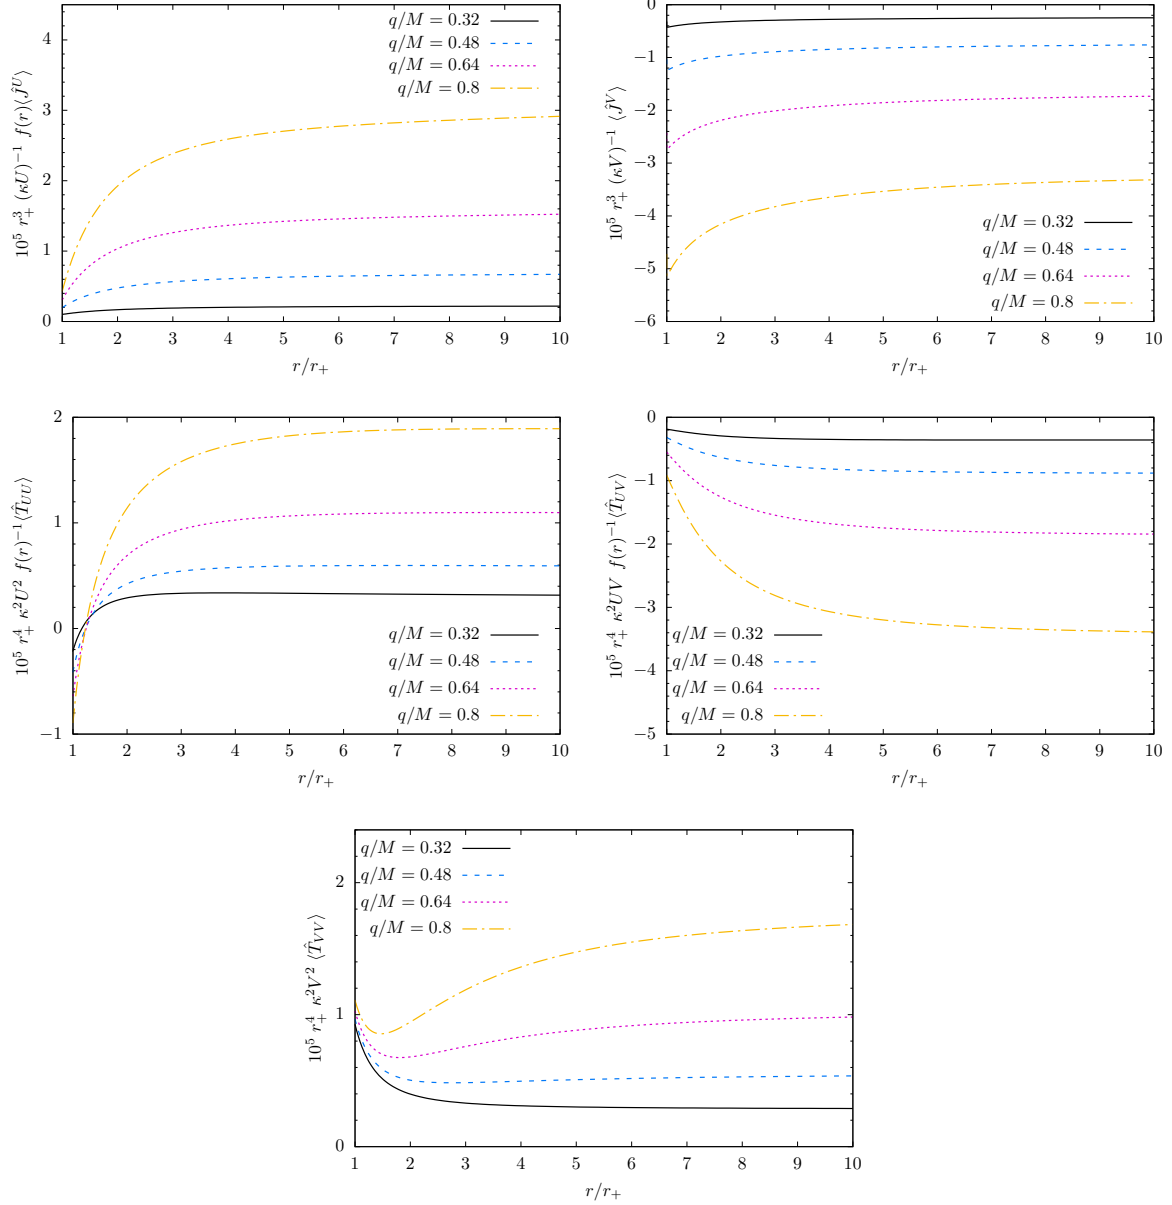 10^5 r_+^3 (κU)^{-1} f(r)⟨Ĵ^U⟩
4
3
2
1
0
q/M = 0.32
q/M = 0.48
q/M = 0.64
q/M = 0.8
1 2 3 4 5 6 7 8 9 10
r/r_+
10^5 r_+^3 (κV)^{-1} ⟨Ĵ^V⟩
0
−1
−2
−3
−4
−5
−6
q/M = 0.32
q/M = 0.48
q/M = 0.64
q/M = 0.8
1 2 3 4 5 6 7 8 9 10
r/r_+
10^5 r_+^4 κ^2U^2 f(r)^{-1}⟨T̂_{UU}⟩
2
1
0
−1
q/M = 0.32
q/M = 0.48
q/M = 0.64
q/M = 0.8
1 2 3 4 5 6 7 8 9 10
r/r_+
10^5 r_+^4 κ^2UV f(r)^{-1}⟨T̂_{UV}⟩
0
−1
−2
−3
−4
−5
q/M = 0.32
q/M = 0.48
q/M = 0.64
q/M = 0.8
1 2 3 4 5 6 7 8 9 10
r/r_+
10^5 r_+^4 κ^2V^2 ⟨T̂_{VV}⟩
2
1
0
q/M = 0.32
q/M = 0.48
q/M = 0.64
q/M = 0.8
1 2 3 4 5 6 7 8 9 10
r/r_+